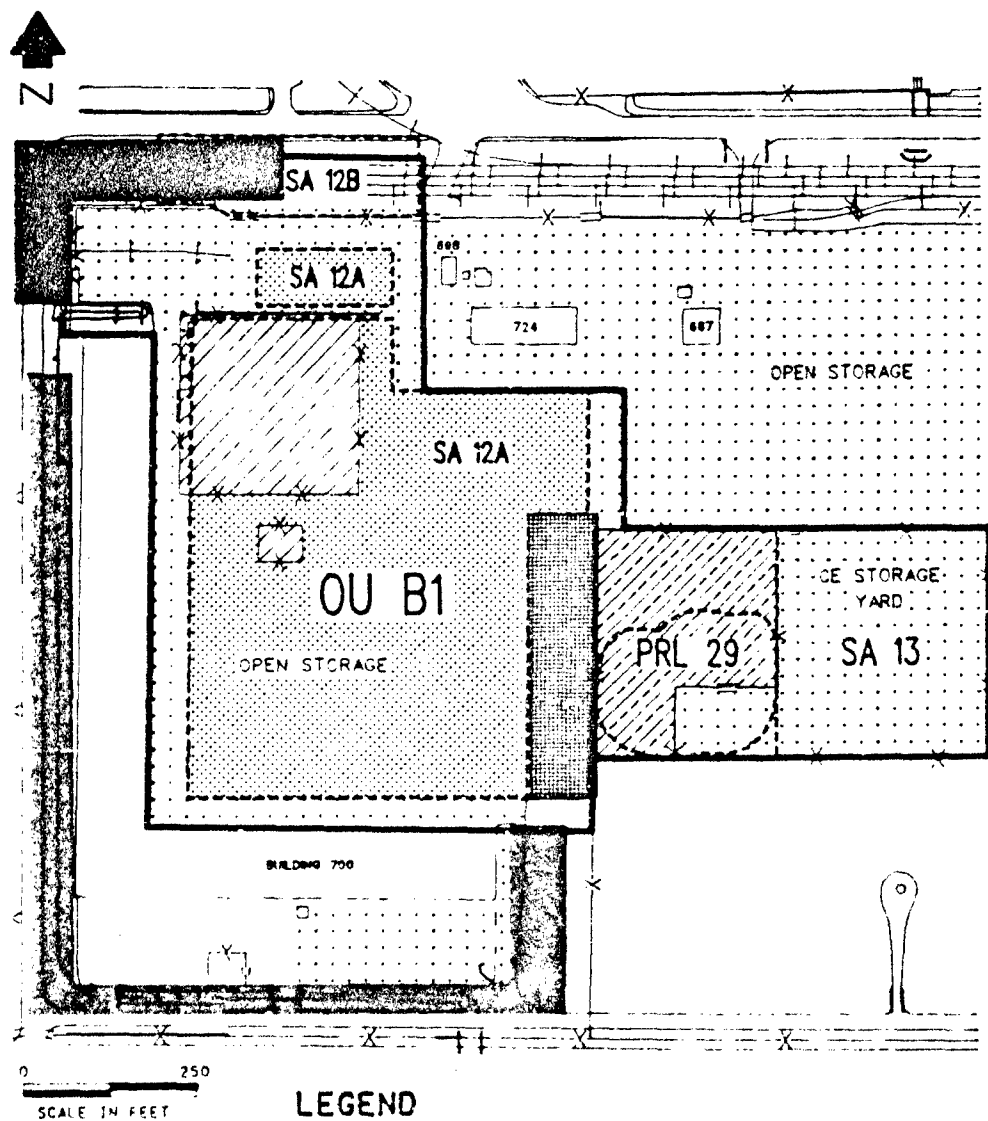 N
SA 12B
698
SA 12A
724
687
OPEN STORAGE
SA 12A
CE STORAGE
YARD
OU B1
PRL 29
SA 13
OPEN STORAGE
BUILDING 700
0 250
SCALE IN FEET
LEGEND